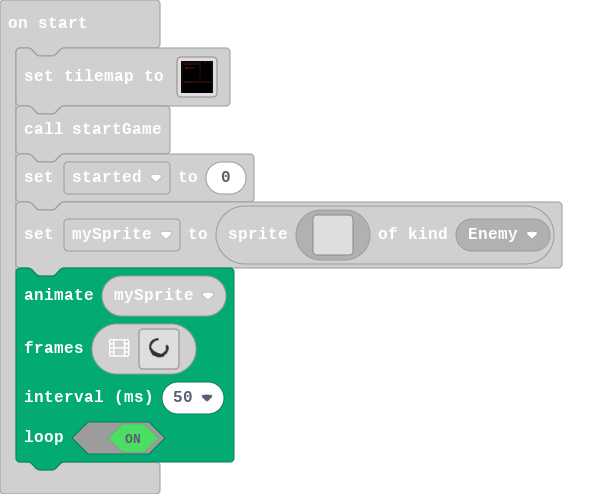 on start
set tilemap to
call startGame
set started to 0
set mySprite to sprite of kind Enemy
animate mySprite
frames
interval (ms) 50
loop ON